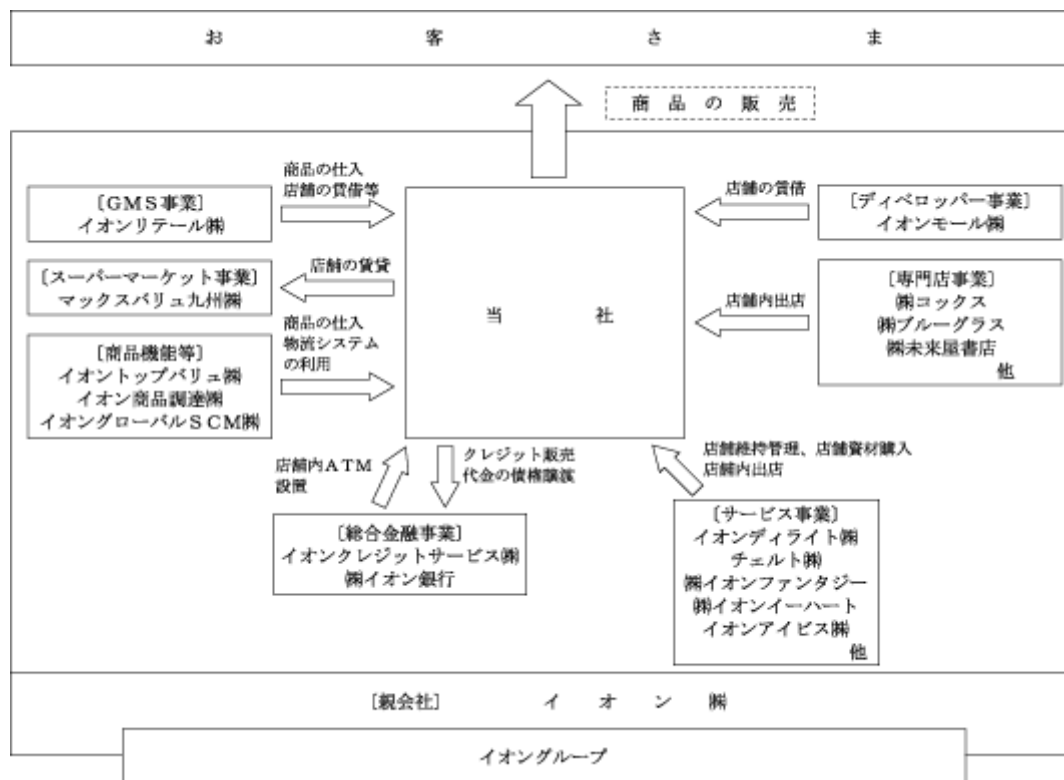 お客さま
商品の販売
商品の仕入
店舗の賃借等
[GMS事業]
イオンリテール㈱
店舗の賃借
[ディベロッパー事業]
イオンモール㈱
[スーパーマーケット事業]
マックスバリュ九州㈱
店舗の賃貸
当社
店舗内出店
[専門店事業]
㈱コックス
㈱ブルーグラス
㈱未来屋書店
他
[商品機能等]
イオントップバリュ㈱
イオン商品調達㈱
イオングローバルSCM㈱
商品の仕入
物流システム
の利用
店舗内ATM
設置
クレジット販売
代金の債権譲渡
店舗維持管理、店舗資材購入
店舗内出店
[総合金融事業]
イオンクレジットサービス㈱
㈱イオン銀行
[サービス事業]
イオンディライト㈱
チェルト㈱
㈱イオンファンタジー
㈱イオンイーハート
イオンアイビス㈱
他
[親会社] イオン㈱
イオングループ